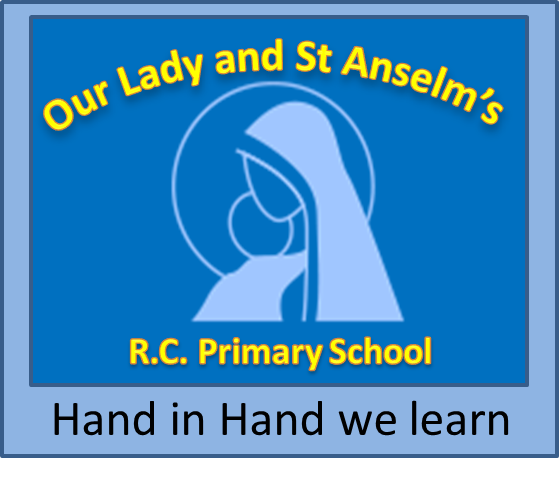 Our Lady and St Anselm's
R.C. Primary School
Hand in Hand we learn